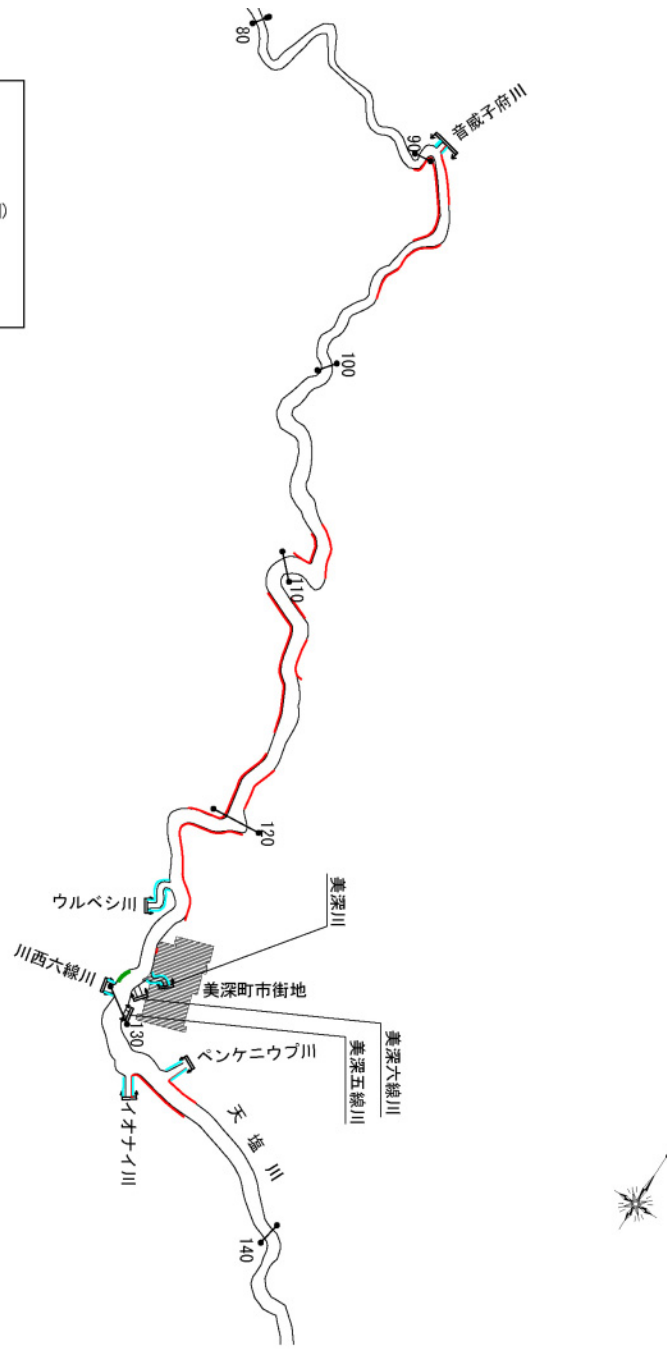 80
音威子府川
90
別)
100
110
120
美深川
ウルベシ川
川西六線川
美深町市街地
130
美深六線川
美深五線川
ペンケニウプ川
イオナイ川
天塩川
140